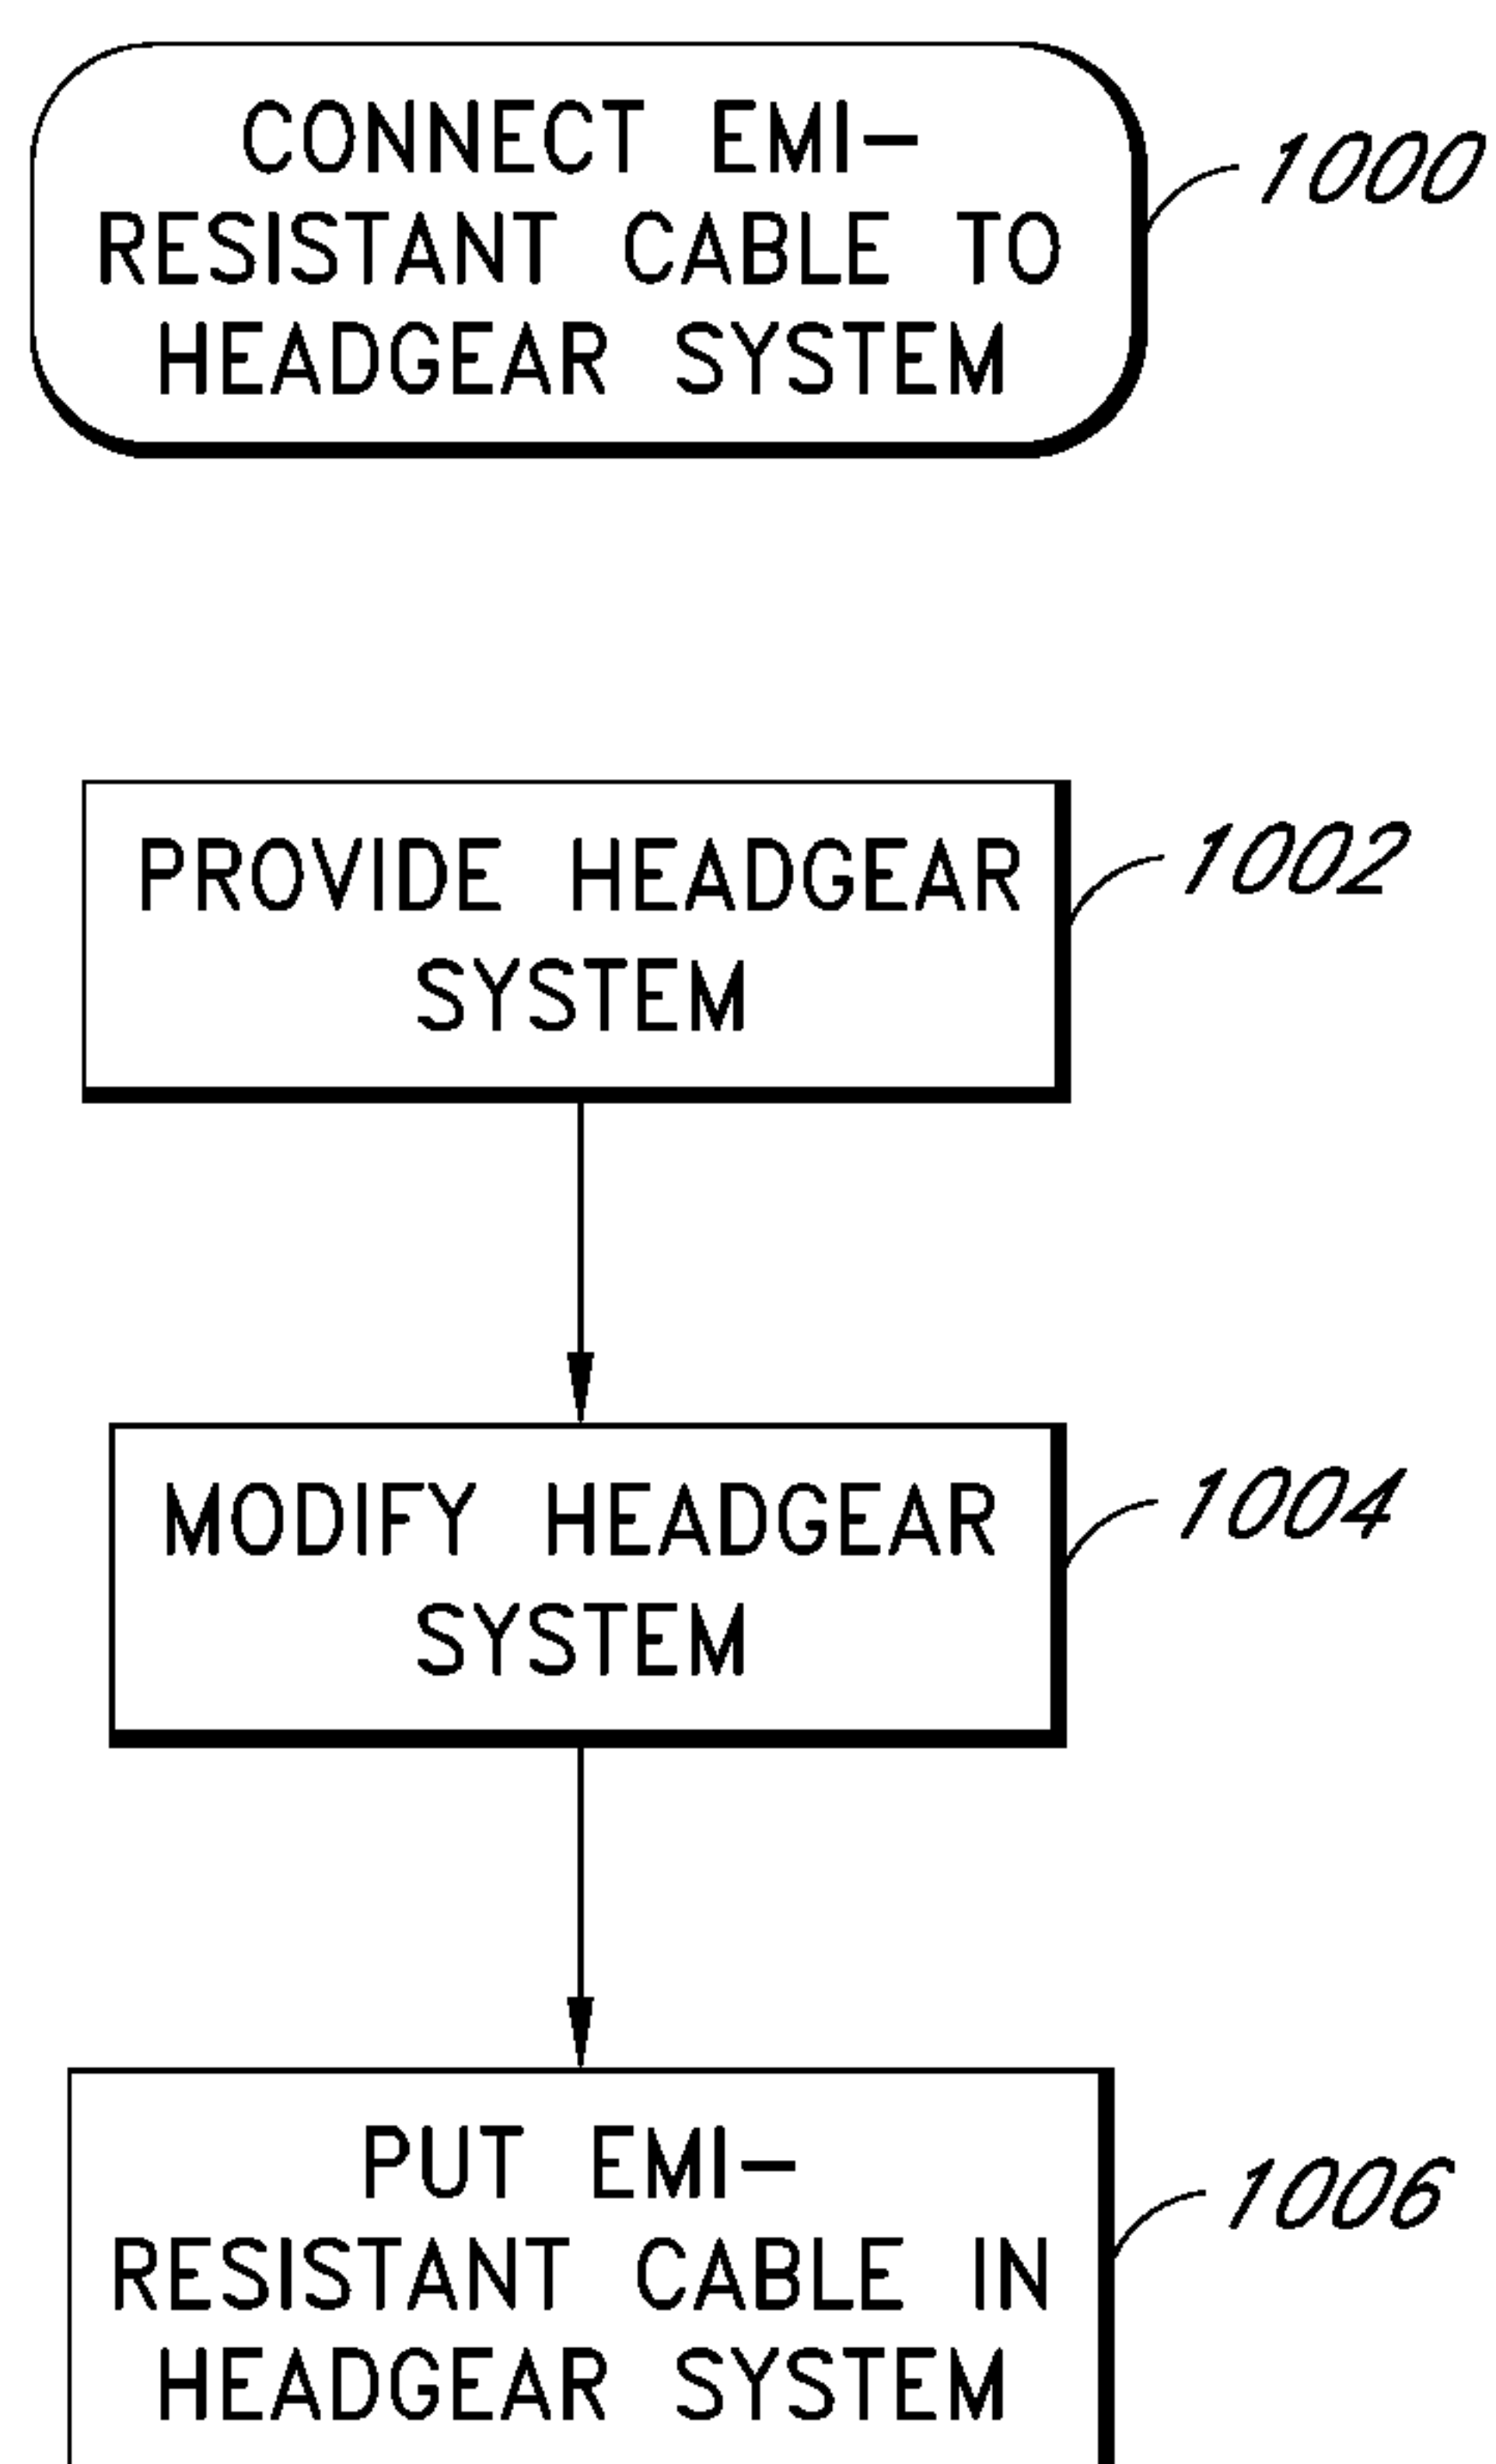 CONNECT EMI-
RESISTANT CABLE TO
HEADGEAR SYSTEM
1000
PROVIDE HEADGEAR
SYSTEM
1002
MODIFY HEADGEAR
SYSTEM
1004
PUT EMI-
RESISTANT CABLE IN
HEADGEAR SYSTEM
1006